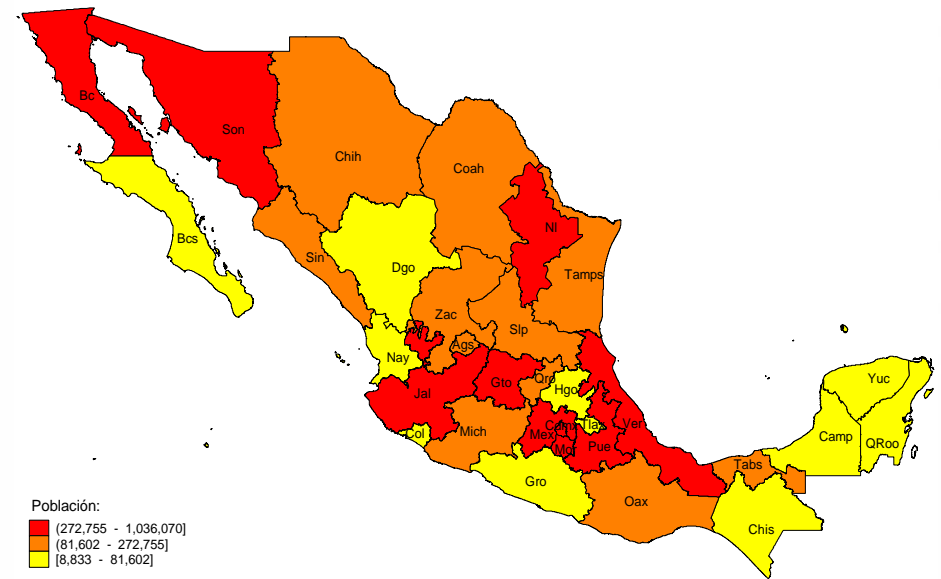 Bc
Son
Chih
Coah
Nl
Bcs
Sin
Dgo
Tamps
Zac
Slp
Ags
Nay
Gto
Qro
Hgo
Yuc
Jal
Camp
QRoo
Col
Mich
Mex
Cdmx
Tlax
Ver
Mor
Pue
Tabs
Gro
Oax
Chis
Población:
(272,755 - 1,036,070]
(81,602 - 272,755]
[8,833 - 81,602]